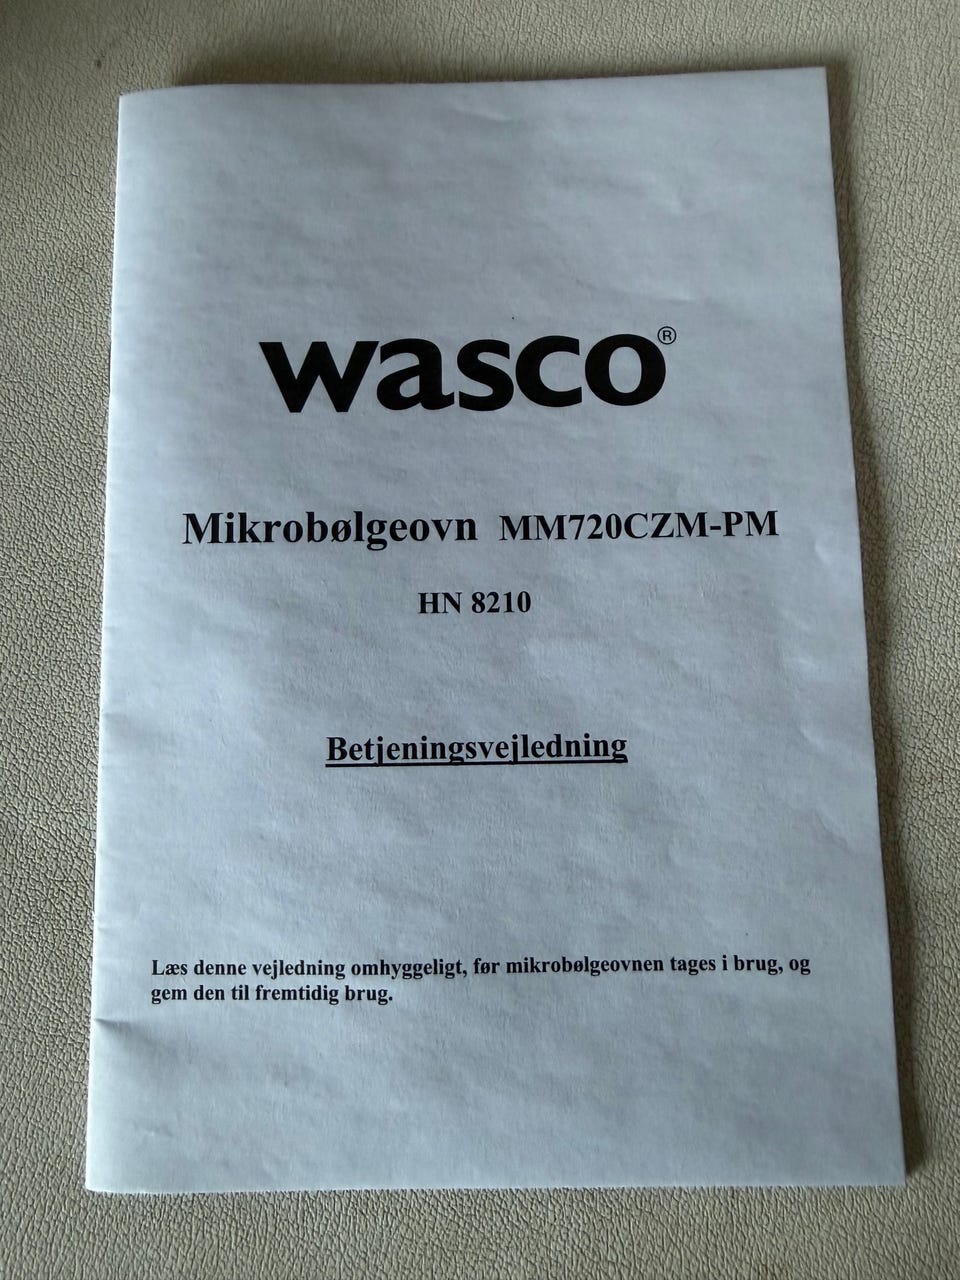 wasco®
Mikrobølgeovn MM720CZM-PM
HN 8210
Betjeningsvejledning
Læs denne vejledning omhyggeligt, før mikrobølgeovnen tages i brug, og
gem den til fremtidig brug.